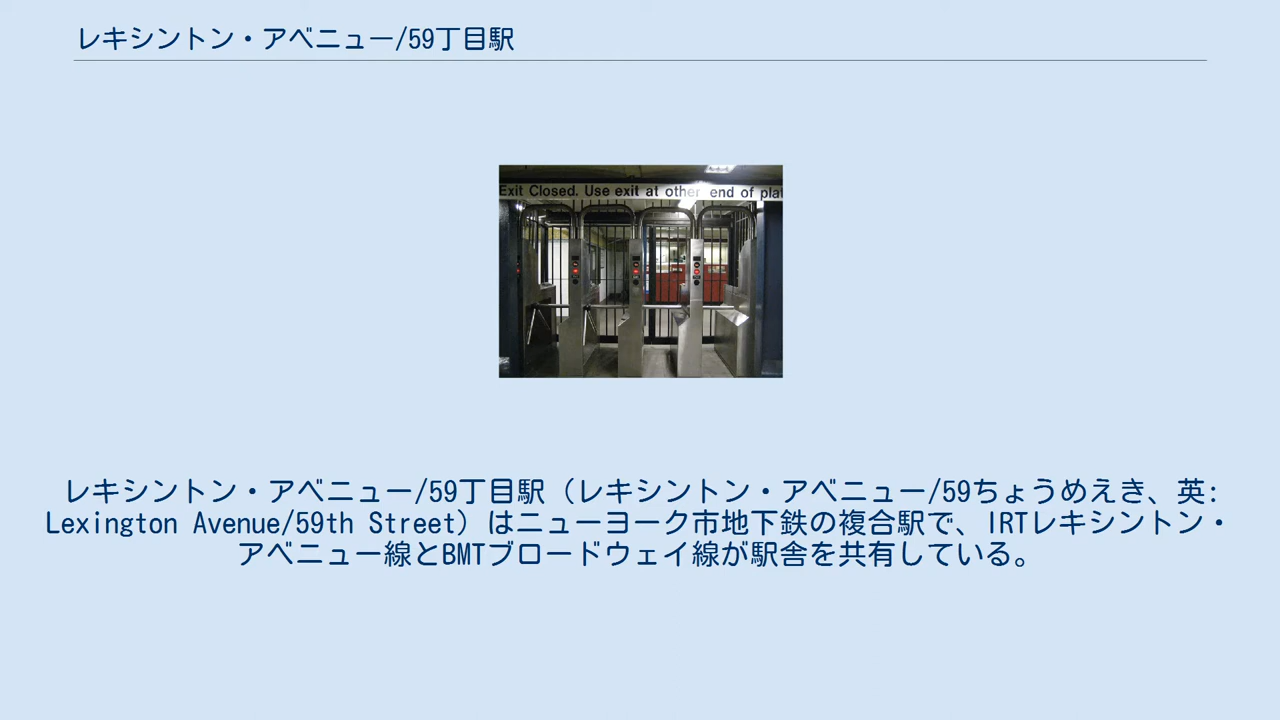 レキシントン・アベニュー/59丁目駅
Exit Closed. Use exit at other end of plat
レキシントン・アベニュー/59丁目駅（レキシントン・アベニュー/59ちょうめえき、英:
Lexington Avenue/59th Street）はニューヨーク市地下鉄の複合駅で、IRTレキシントン・
アベニュー線とBMTブロードウェイ線が駅舎を共有している。